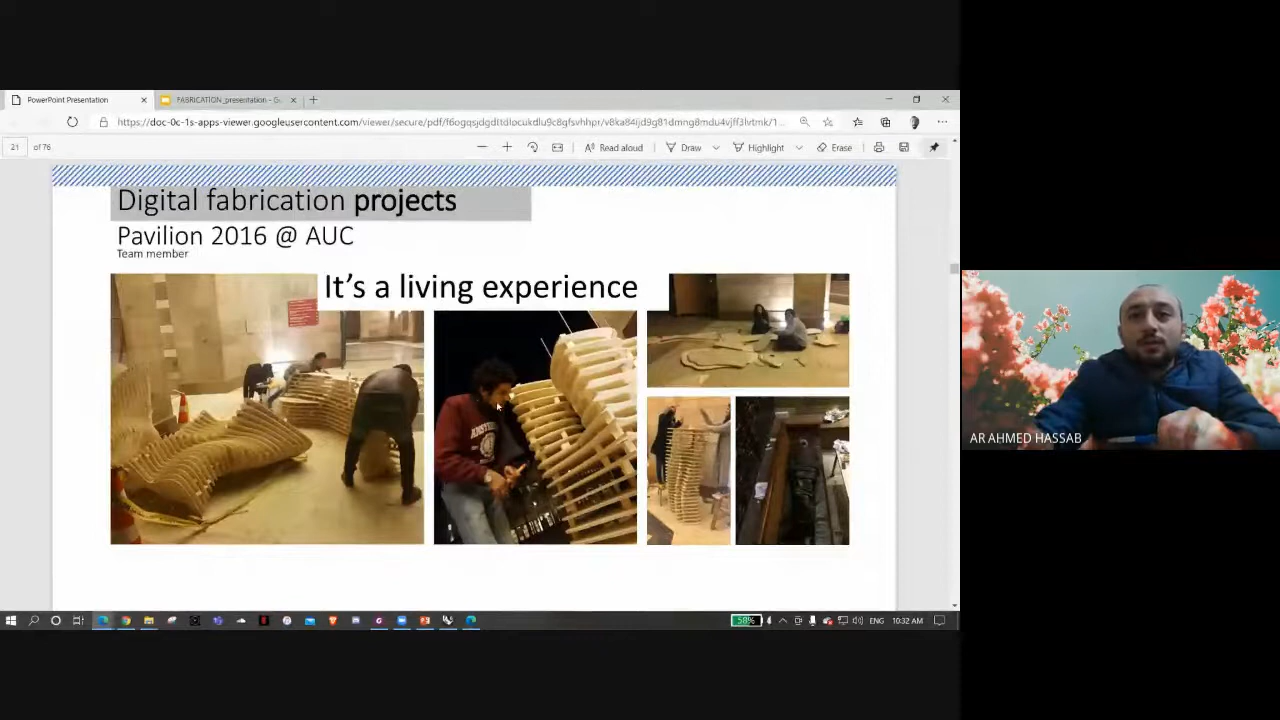 PowerPoint Presentation
FABRICATION_presentation - G
21 of 76
Read aloud
Draw
Highlight
Erase
Digital fabrication projects
Pavilion 2016 @ AUC
Team member
It's a living experience
AR AHMED HASSAB
58%
ENG
10:32 AM